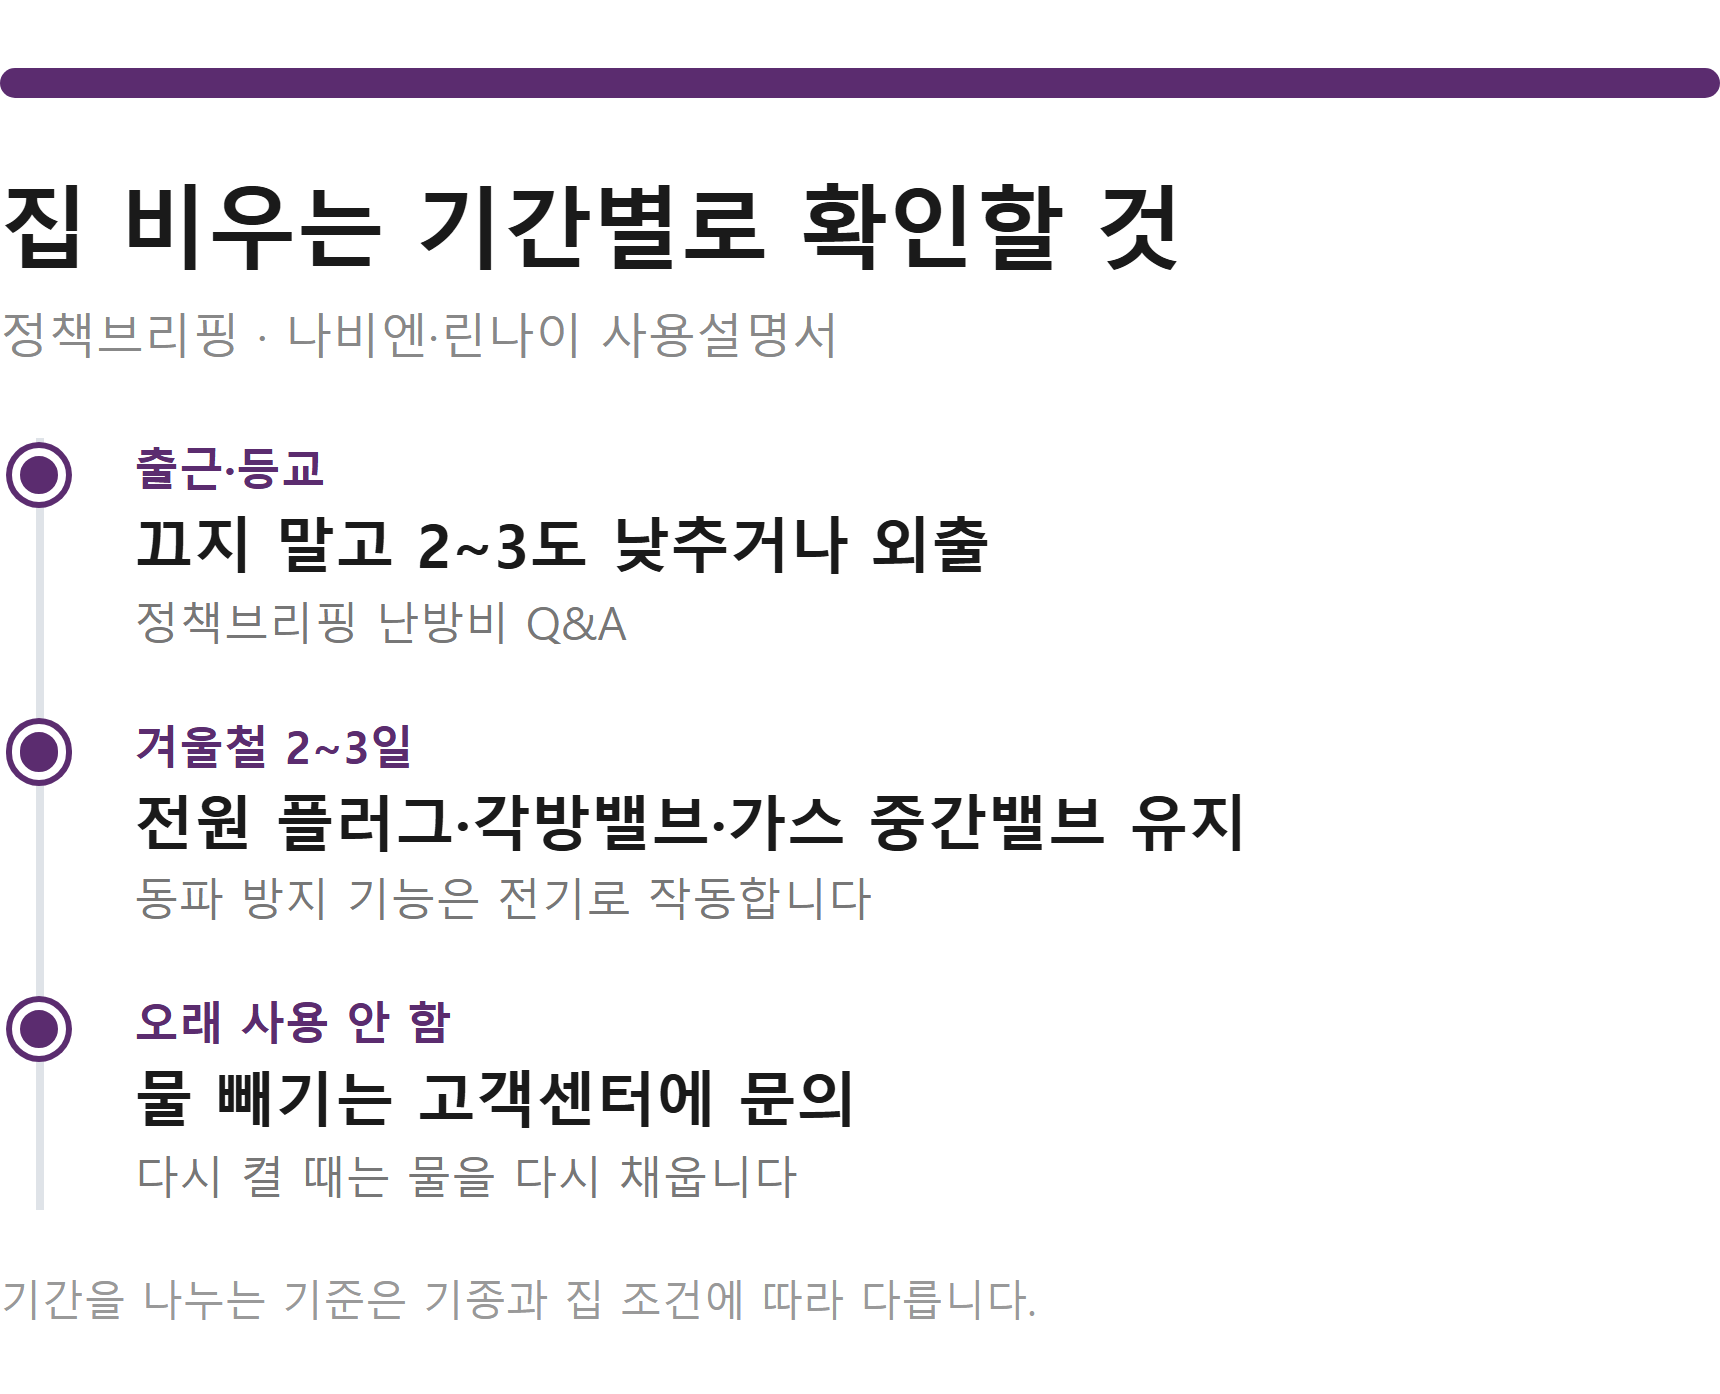 집 비우는 기간별로 확인할 것
정책브리핑 · 나비엔·린나이 사용설명서
출근·등교
끄지 말고 2~3도 낮추거나 외출
정책브리핑 난방비 Q&A
겨울철 2~3일
전원 플러그·각방밸브·가스 중간밸브 유지
동파 방지 기능은 전기로 작동합니다
오래 사용 안 함
물 빼기는 고객센터에 문의
다시 켤 때는 물을 다시 채웁니다
기간을 나누는 기준은 기종과 집 조건에 따라 다릅니다.